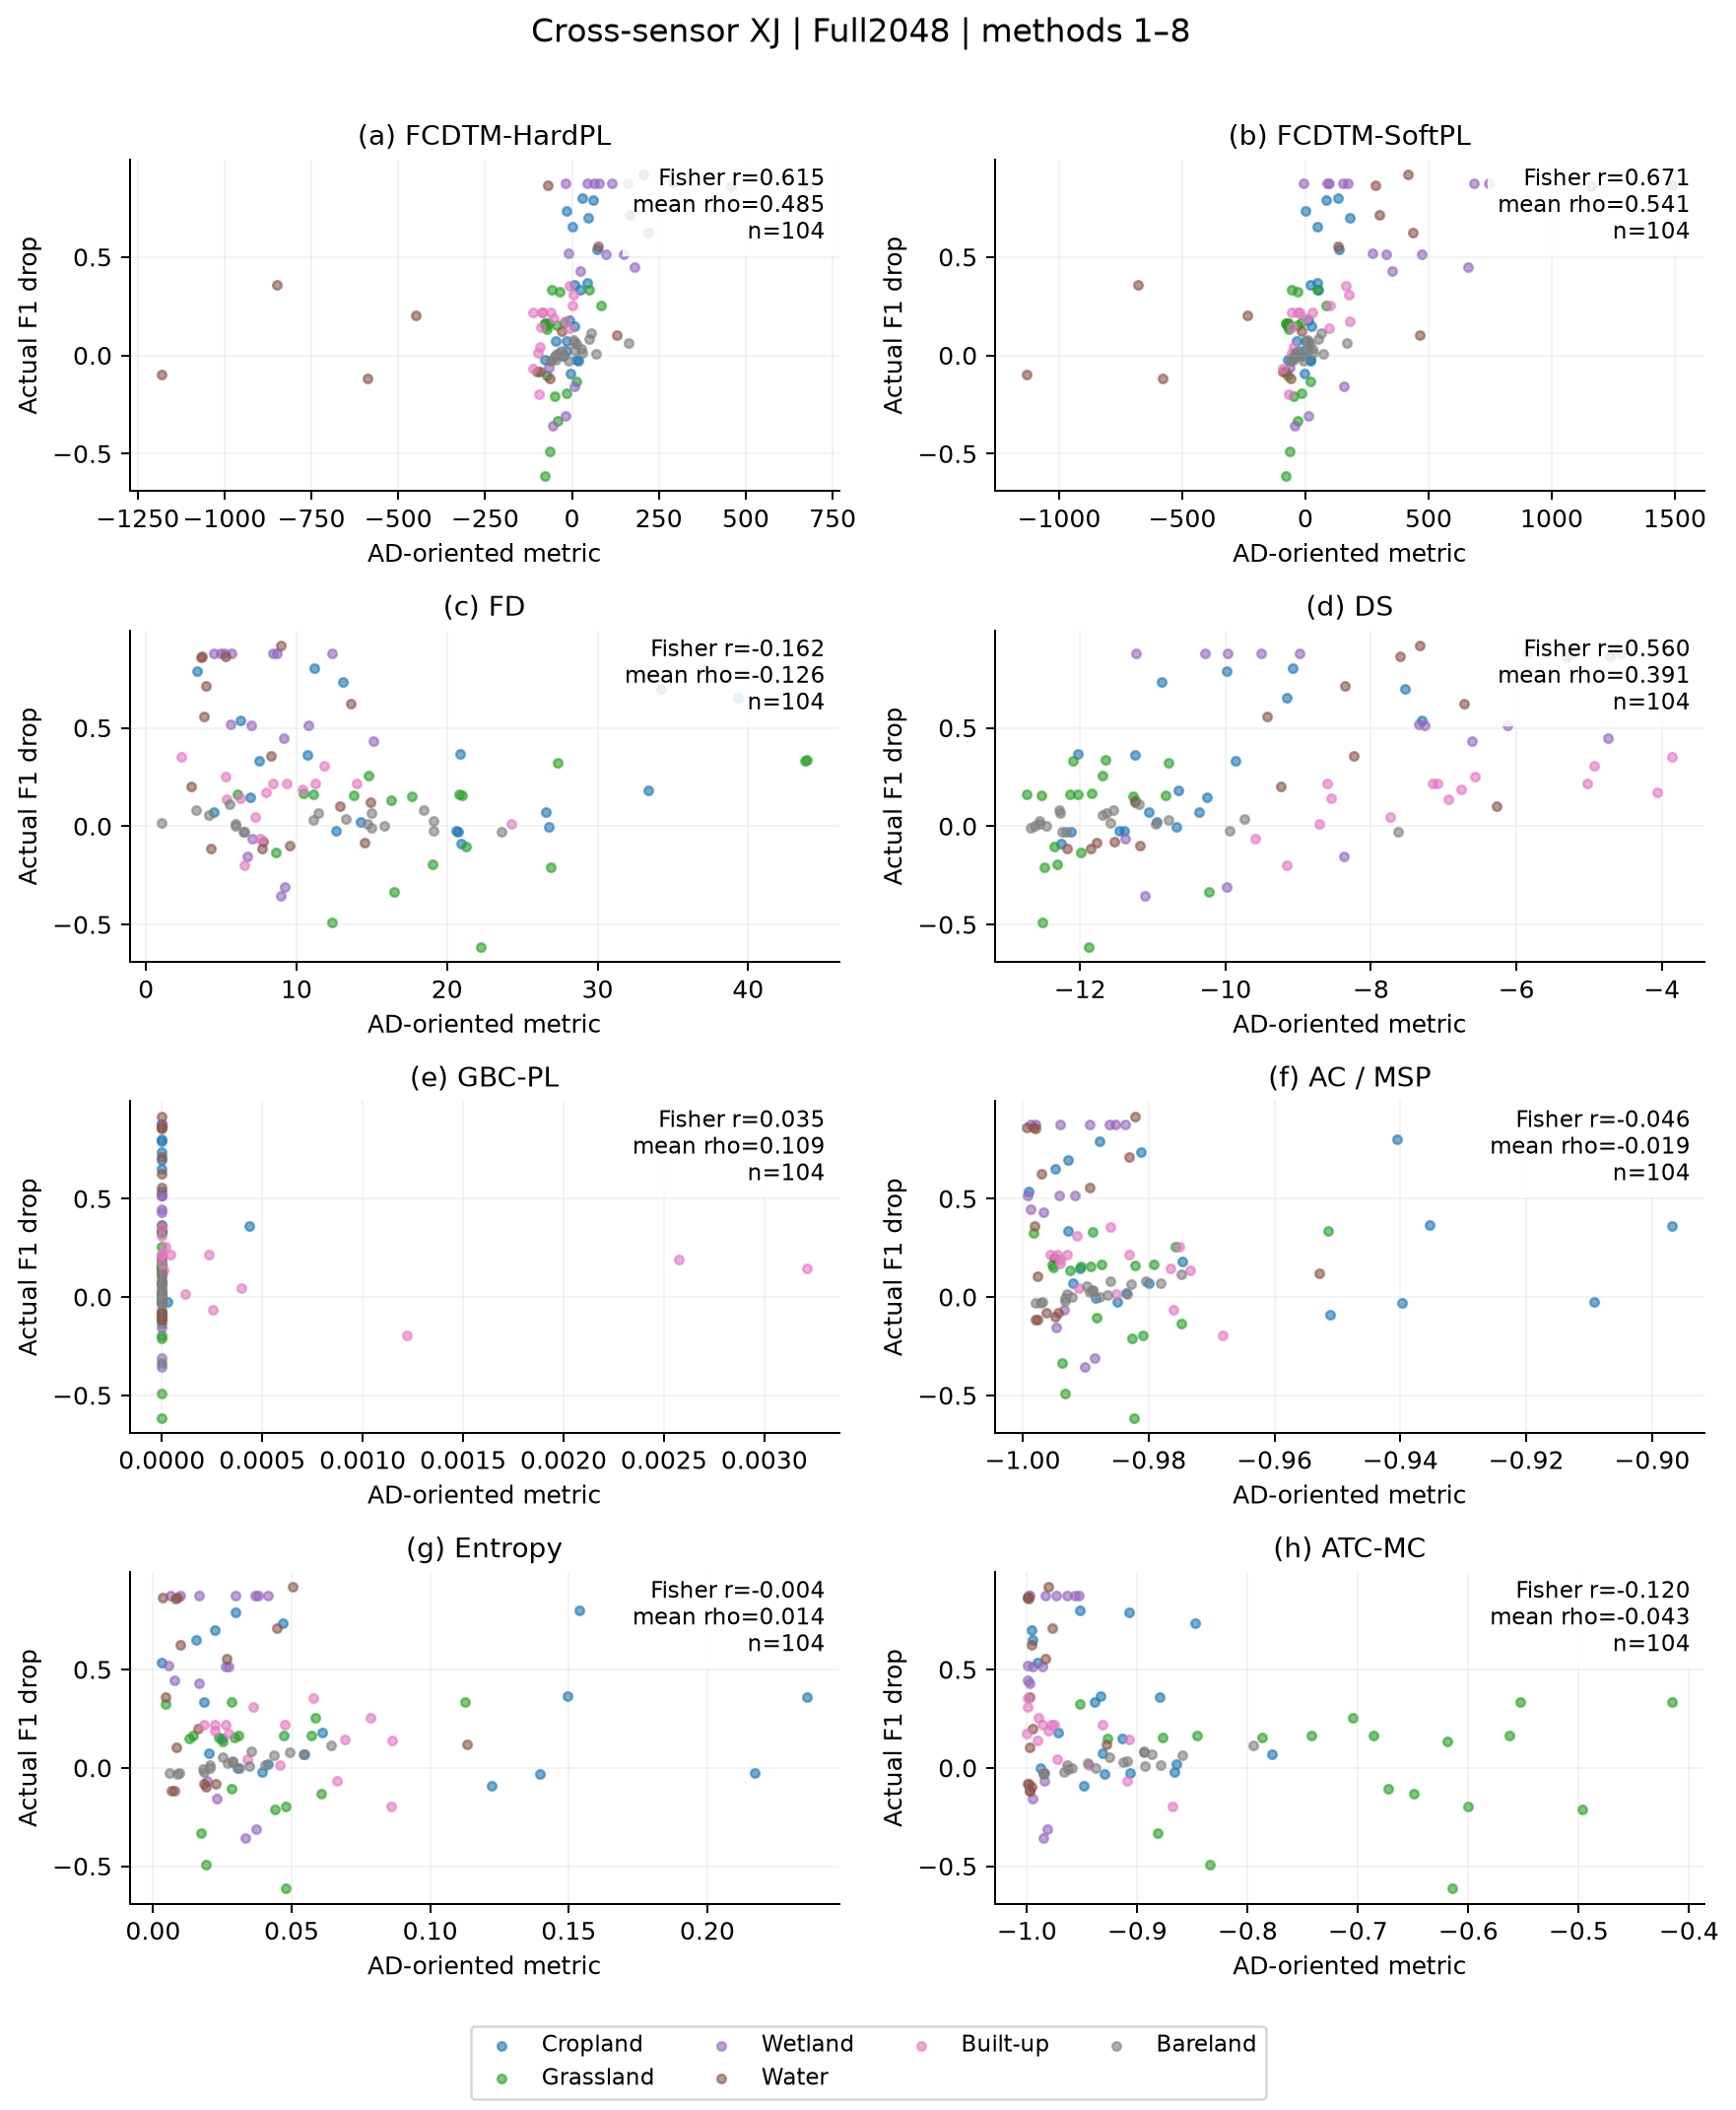 Cross-sensor XJ | Full2048 | methods 1–8
(a) FCDTM-HardPL
Fisher r=0.615
mean rho=0.485
n=104
Actual F1 drop
0.5
0.0
−0.5
−1250 −1000 −750 −500 −250 0 250 500 750
AD-oriented metric
(b) FCDTM-SoftPL
Fisher r=0.671
mean rho=0.541
n=104
Actual F1 drop
0.5
0.0
−0.5
−1000 −500 0 500 1000 1500
AD-oriented metric
(c) FD
Fisher r=-0.162
mean rho=-0.126
n=104
Actual F1 drop
0.5
0.0
−0.5
0 10 20 30 40
AD-oriented metric
(d) DS
Fisher r=0.560
mean rho=0.391
n=104
Actual F1 drop
0.5
0.0
−0.5
−12 −10 −8 −6 −4
AD-oriented metric
(e) GBC-PL
Fisher r=0.035
mean rho=0.109
n=104
Actual F1 drop
0.5
0.0
−0.5
0.0000 0.0005 0.0010 0.0015 0.0020 0.0025 0.0030
AD-oriented metric
(f) AC / MSP
Fisher r=-0.046
mean rho=-0.019
n=104
Actual F1 drop
0.5
0.0
−0.5
−1.00 −0.98 −0.96 −0.94 −0.92 −0.90
AD-oriented metric
(g) Entropy
Fisher r=-0.004
mean rho=0.014
n=104
Actual F1 drop
0.5
0.0
−0.5
0.00 0.05 0.10 0.15 0.20
AD-oriented metric
(h) ATC-MC
Fisher r=-0.120
mean rho=-0.043
n=104
Actual F1 drop
0.5
0.0
−0.5
−1.0 −0.9 −0.8 −0.7 −0.6 −0.5 −0.4
AD-oriented metric
Cropland Wetland Built-up Bareland
Grassland Water